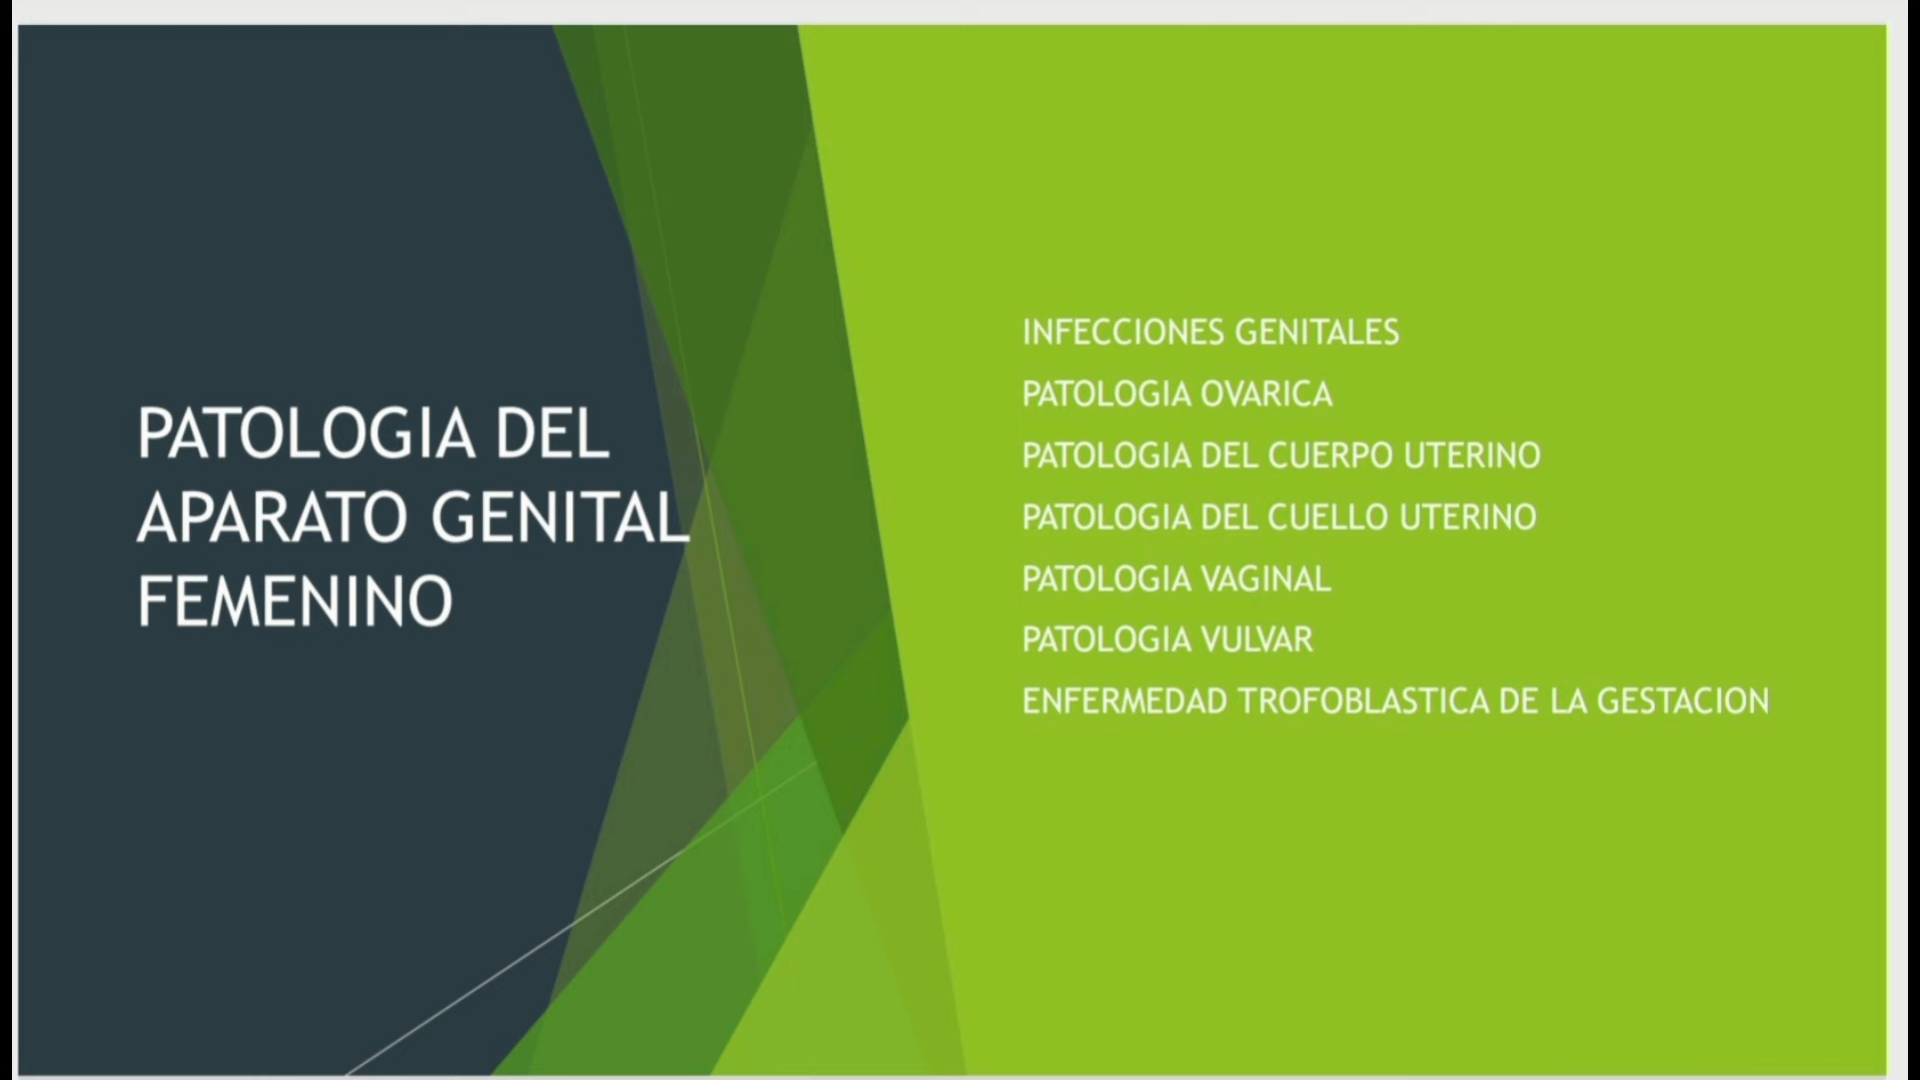 PATOLOGIA DEL
APARATO GENITAL
FEMENINO
INFECCIONES GENITALES
PATOLOGIA OVARICA
PATOLOGIA DEL CUERPO UTERINO
PATOLOGIA DEL CUELLO UTERINO
PATOLOGIA VAGINAL
PATOLOGIA VULVAR
ENFERMEDAD TROFOBLASTICA DE LA GESTACION